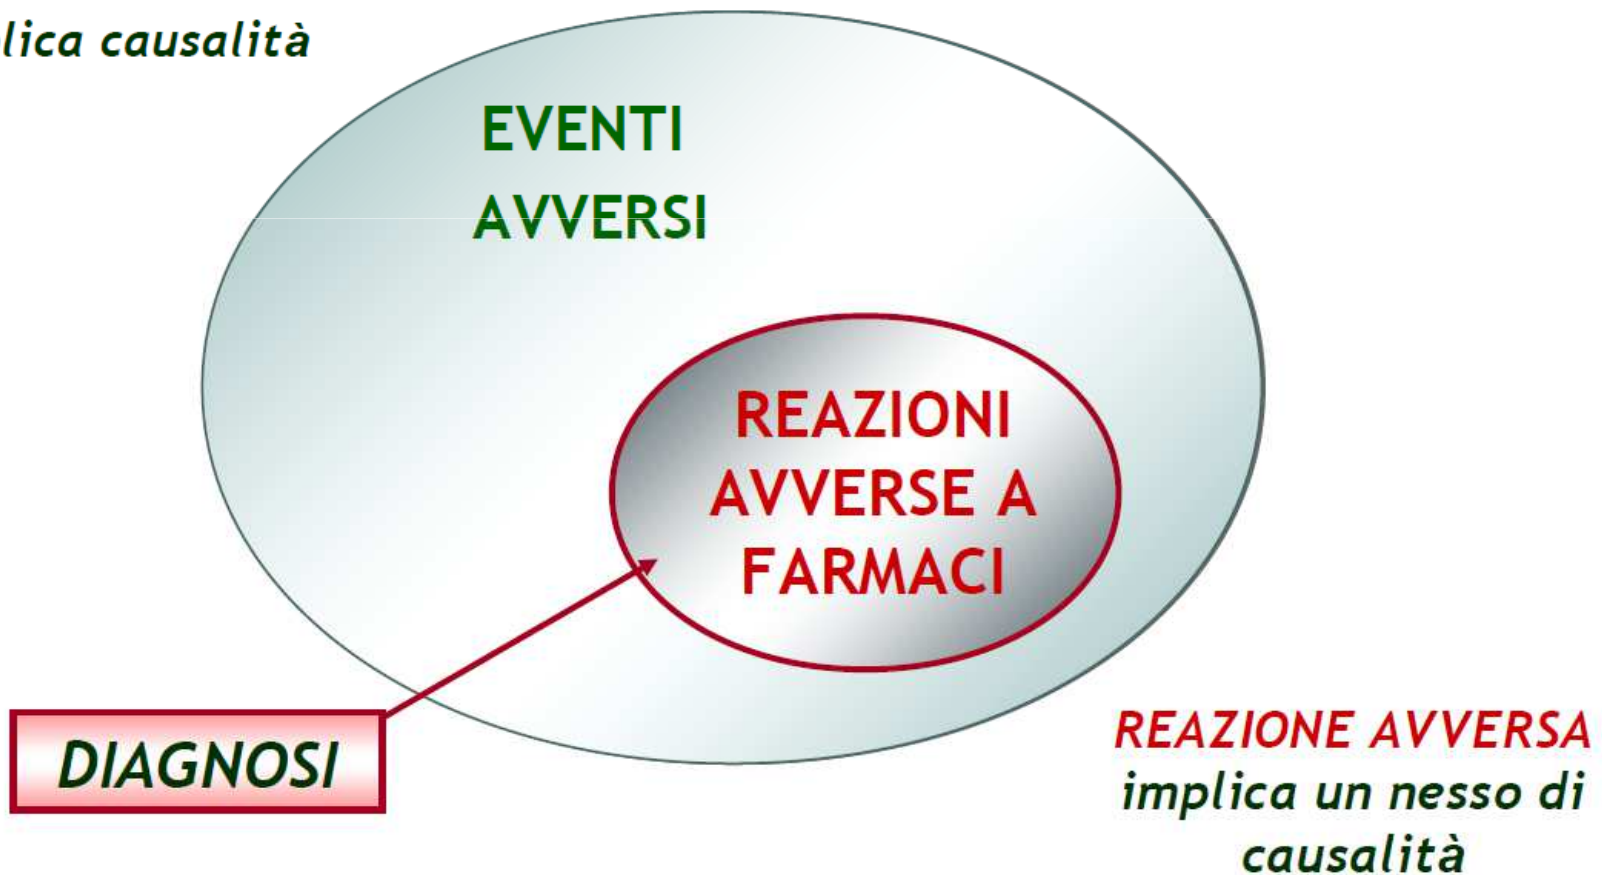 lica causalità
EVENTI
AVVERSI
REAZIONI
AVVERSE A
FARMACI
DIAGNOSI
REAZIONE AVVERSA
implica un nesso di
causalità